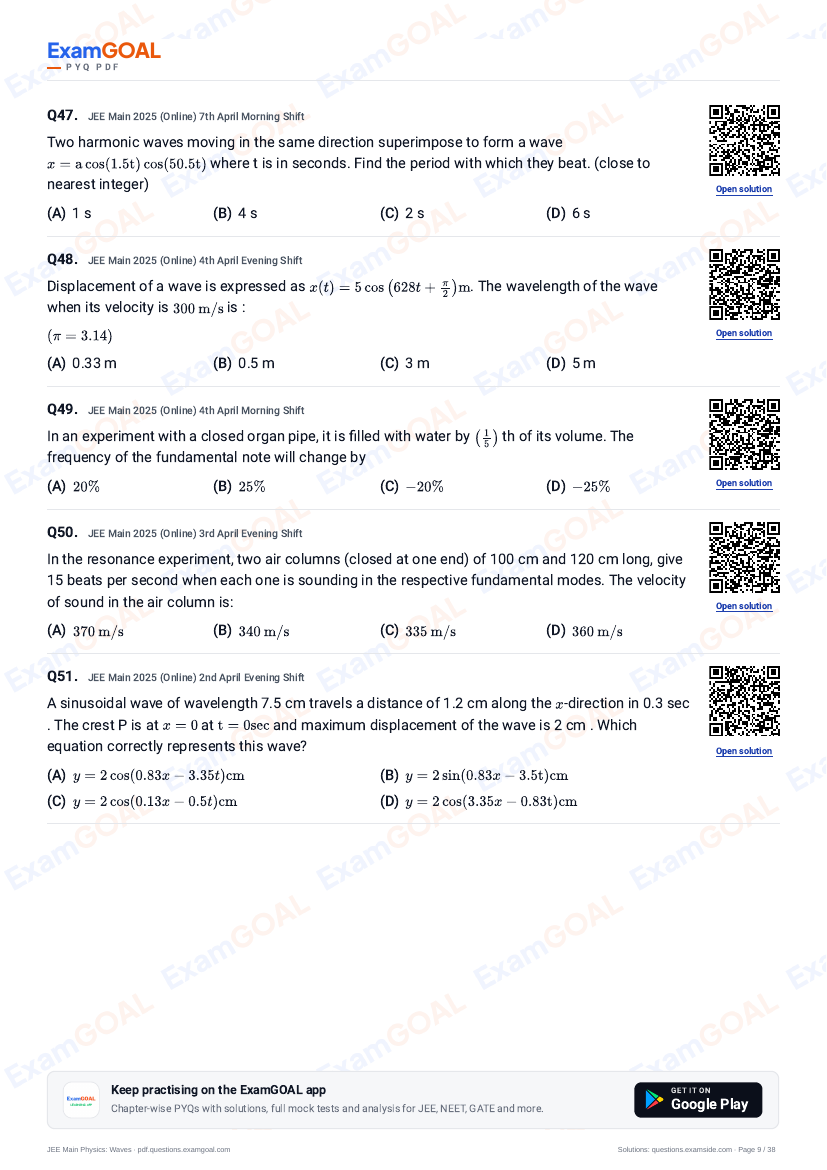 ExamGOAL
PYQ PDF
Q47. JEE Main 2025 (Online) 7th April Morning Shift
Two harmonic waves moving in the same direction superimpose to form a wave
x = a cos(1.5t) cos(50.5t) where t is in seconds. Find the period with which they beat. (close to
nearest integer)
(A) 1 s (B) 4 s (C) 2 s (D) 6 s
Open solution
Q48. JEE Main 2025 (Online) 4th April Evening Shift
Displacement of a wave is expressed as x(t) = 5 cos (628t + π/2)m. The wavelength of the wave
when its velocity is 300 m/s is :
(π = 3.14)
(A) 0.33 m (B) 0.5 m (C) 3 m (D) 5 m
Open solution
Q49. JEE Main 2025 (Online) 4th April Morning Shift
In an experiment with a closed organ pipe, it is filled with water by (1/5) th of its volume. The
frequency of the fundamental note will change by
(A) 20% (B) 25% (C) −20% (D) −25%
Open solution
Q50. JEE Main 2025 (Online) 3rd April Evening Shift
In the resonance experiment, two air columns (closed at one end) of 100 cm and 120 cm long, give
15 beats per second when each one is sounding in the respective fundamental modes. The velocity
of sound in the air column is:
(A) 370 m/s (B) 340 m/s (C) 335 m/s (D) 360 m/s
Open solution
Q51. JEE Main 2025 (Online) 2nd April Evening Shift
A sinusoidal wave of wavelength 7.5 cm travels a distance of 1.2 cm along the x-direction in 0.3 sec
. The crest P is at x = 0 at t = 0sec and maximum displacement of the wave is 2 cm . Which
equation correctly represents this wave?
(A) y = 2 cos(0.83x − 3.35t)cm (B) y = 2 sin(0.83x − 3.5t)cm
(C) y = 2 cos(0.13x − 0.5t)cm (D) y = 2 cos(3.35x − 0.83t)cm
Open solution
ExamGOAL
Keep practising on the ExamGOAL app
Chapter-wise PYQs with solutions, full mock tests and analysis for JEE, NEET, GATE and more.
GET IT ON
Google Play
JEE Main Physics: Waves · pdf.questions.examgoal.com
Solutions: questions.examside.com · Page 9 / 38